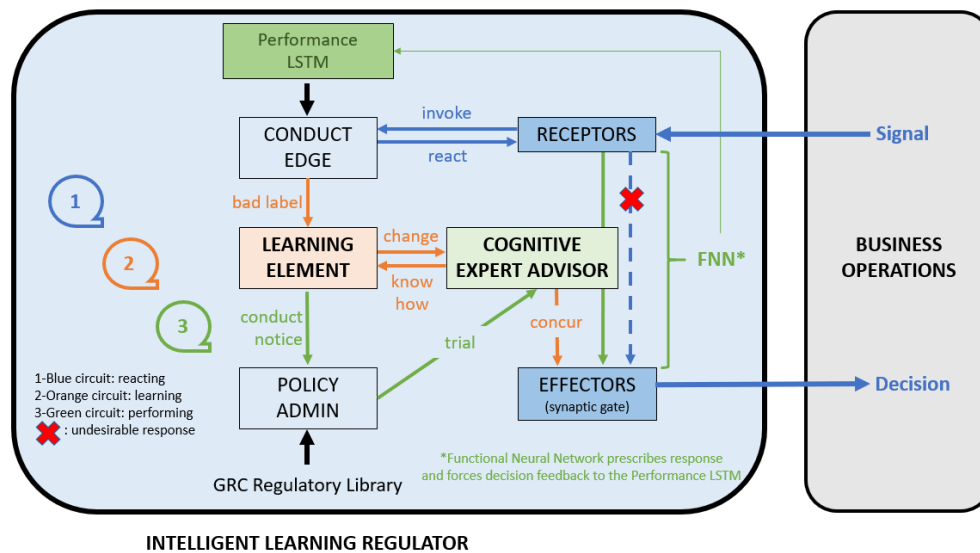 Performance
LSTM
CONDUCT
EDGE
invoke
react
RECEPTORS
Signal
1
bad label
2
LEARNING
ELEMENT
change
know
how
COGNITIVE
EXPERT ADVISOR
FNN*
BUSINESS
OPERATIONS
3
conduct
notice
trial
concur
1-Blue circuit: reacting
2-Orange circuit: learning
3-Green circuit: performing
: undesirable response
POLICY
ADMIN
EFFECTORS
(synaptic gate)
Decision
*Functional Neural Network prescribes response
and forces decision feedback to the Performance LSTM
GRC Regulatory Library
INTELLIGENT LEARNING REGULATOR